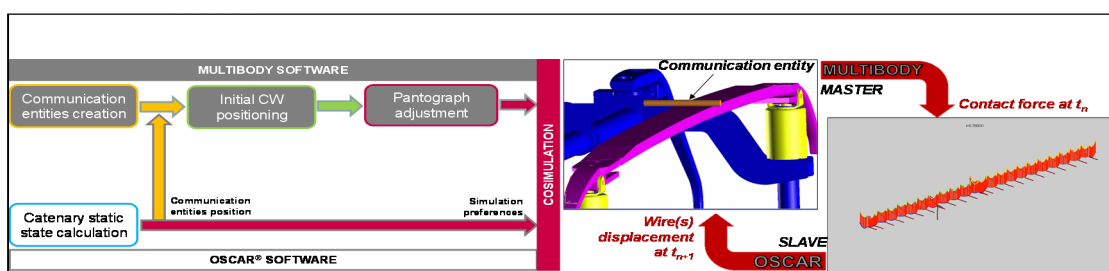 MULTIBODY SOFTWARE
Communication
entities creation
Initial CW
positioning
Pantograph
adjustment
Communication
entities position
Simulation
preferences
Catenary static
state calculation
OSCAR® SOFTWARE
COSIMULATION
Communication entity
MULTIBODY
MASTER
Contact force at tn
Wire(s)
displacement
at tn+1
SLAVE
OSCAR